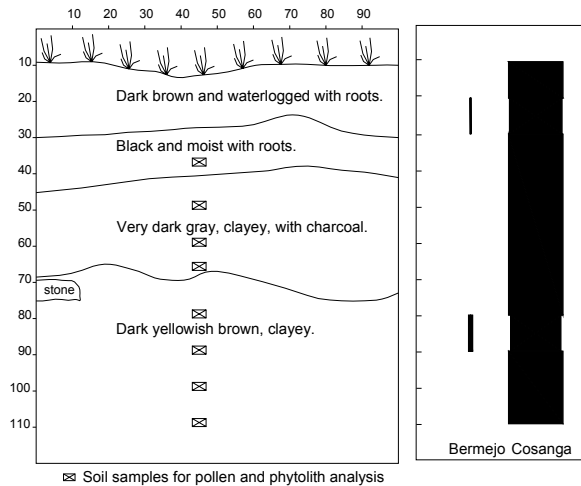 10 20 30 40 50 60 70 80 90
10
Dark brown and waterlogged with roots.
20
30
Black and moist with roots.
40
50
Very dark gray, clayey, with charcoal.
60
70
stone
80
Dark yellowish brown, clayey.
90
100
110
Bermejo Cosanga
Soil samples for pollen and phytolith analysis